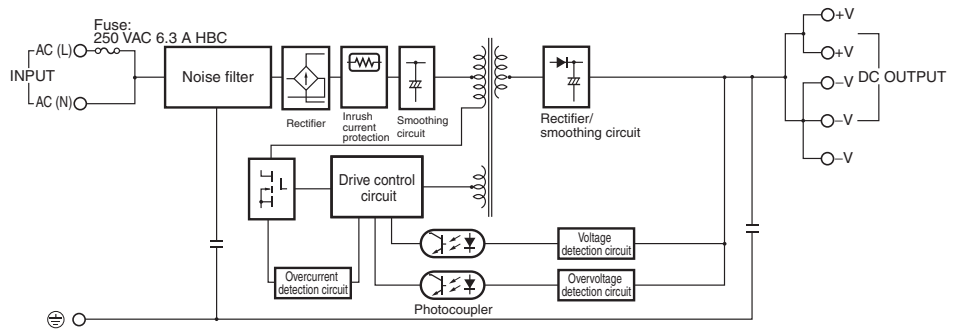 Fuse:
250 VAC 6.3 A HBC
AC (L)
INPUT
AC (N)
Noise filter
Rectifier
Inrush
current
protection
Smoothing
circuit
Rectifier/
smoothing circuit
+V
+V
–V
DC OUTPUT
–V
–V
Drive control
circuit
Overcurrent
detection circuit
Voltage
detection circuit
Overvoltage
detection circuit
Photocoupler